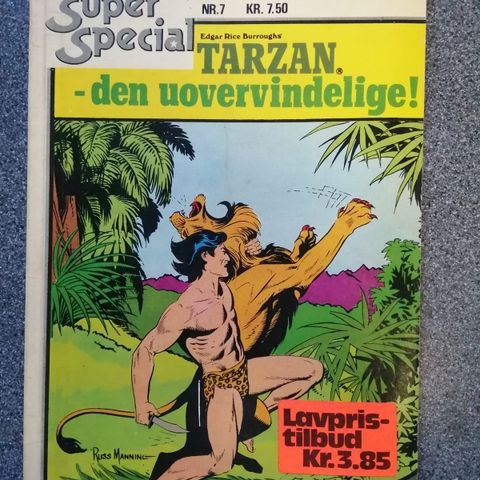 Super
Special
NR.7 KR. 7.50
Edgar Rice Burroughs'
TARZAN®
- den uovervindelige!
RUSS MANNING
Lavpris-
tilbud
Kr.3.85